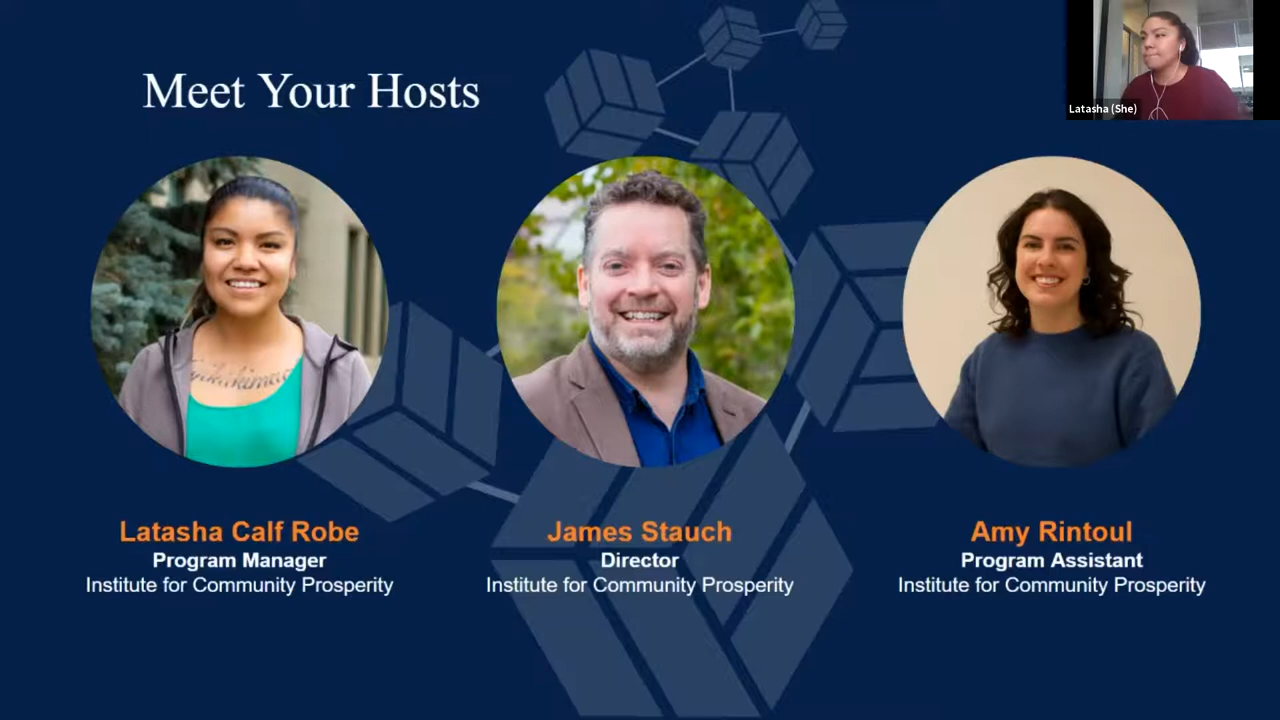 Meet Your Hosts
Latasha (She)
Latasha Calf Robe
Program Manager
Institute for Community Prosperity
James Stauch
Director
Institute for Community Prosperity
Amy Rintoul
Program Assistant
Institute for Community Prosperity